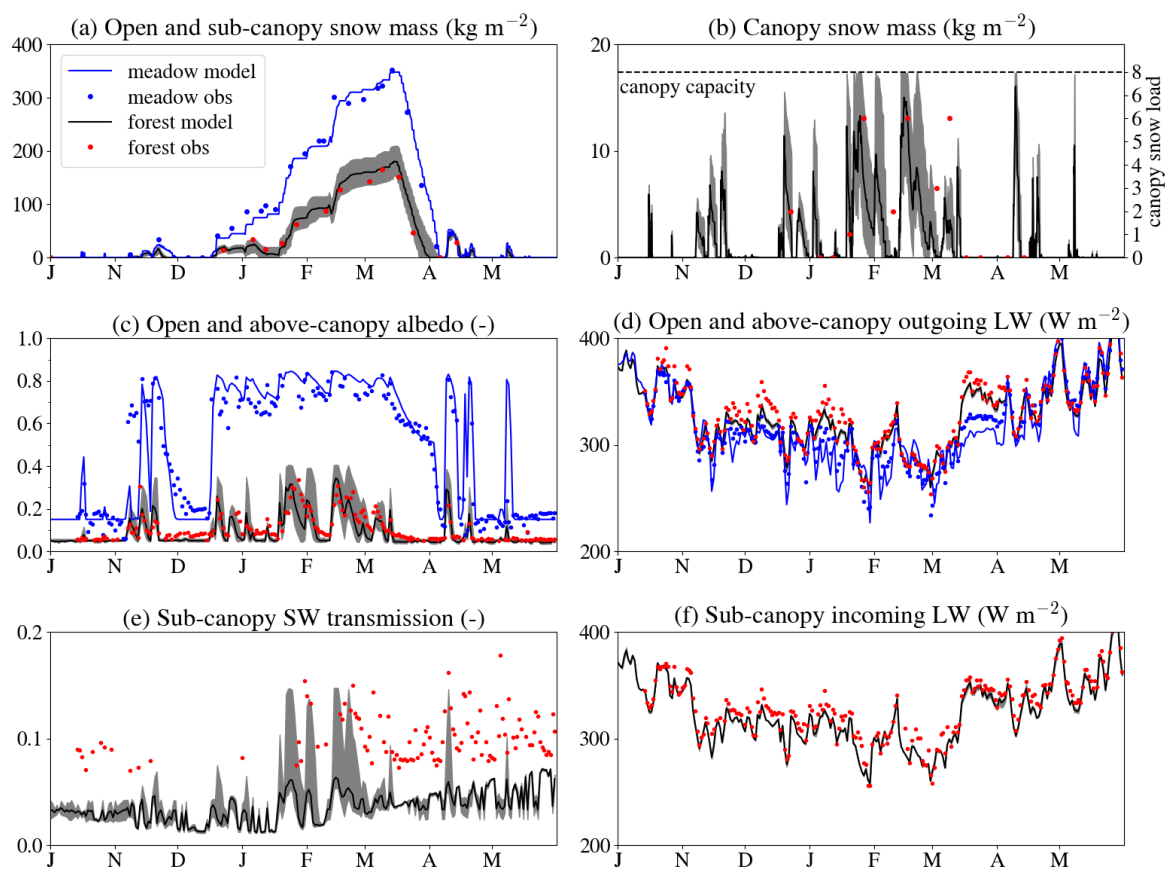 (a) Open and sub-canopy snow mass (kg m−2)
400
300
200
100
0
meadow model
meadow obs
forest model
forest obs
J N D J F M A M
(b) Canopy snow mass (kg m−2)
20
10
0
canopy capacity
8
7
6
5
4
3
2
1
0
canopy snow load
J N D J F M A M
(c) Open and above-canopy albedo (-)
1.0
0.8
0.6
0.4
0.2
0.0
J N D J F M A M
(d) Open and above-canopy outgoing LW (W m−2)
400
300
200
J N D J F M A M
(e) Sub-canopy SW transmission (-)
0.2
0.1
0.0
J N D J F M A M
(f) Sub-canopy incoming LW (W m−2)
400
300
200
J N D J F M A M